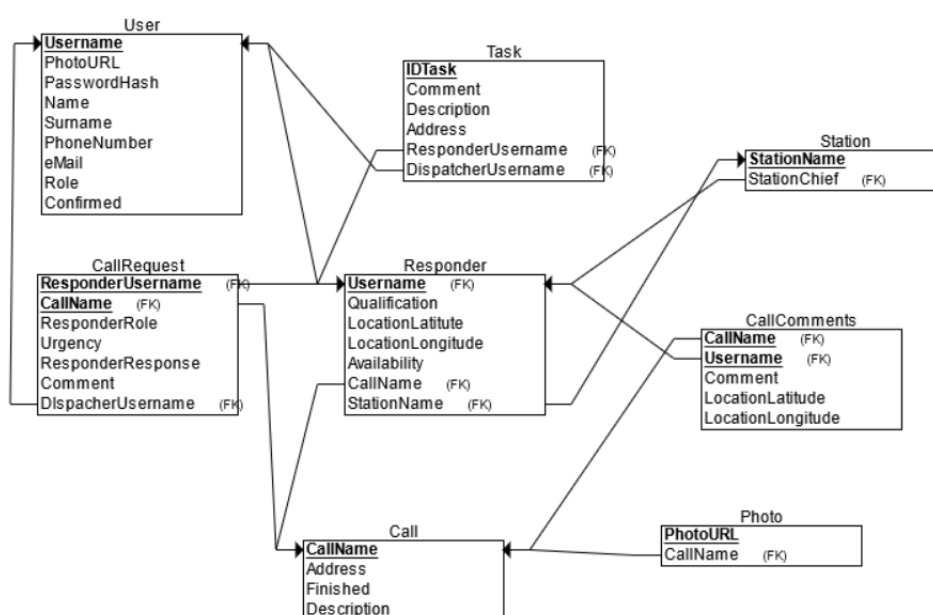 User
Username
PhotoURL
PasswordHash
Name
Surname
PhoneNumber
eMail
Role
Confirmed
Task
IDTask
Comment
Description
Address
ResponderUsername (FK)
DispatcherUsername (FK)
Station
StationName
StationChief (FK)
CallRequest
ResponderUsername (FK)
CallName (FK)
ResponderRole
Urgency
ResponderResponse
Comment
DIspacherUsername (FK)
Responder
Username (FK)
Qualification
LocationLatitute
LocationLongitude
Availability
CallName (FK)
StationName (FK)
CallComments
CallName (FK)
Username (FK)
Comment
LocationLatitude
LocationLongitude
Call
CallName
Address
Finished
Description
Photo
PhotoURL
CallName (FK)